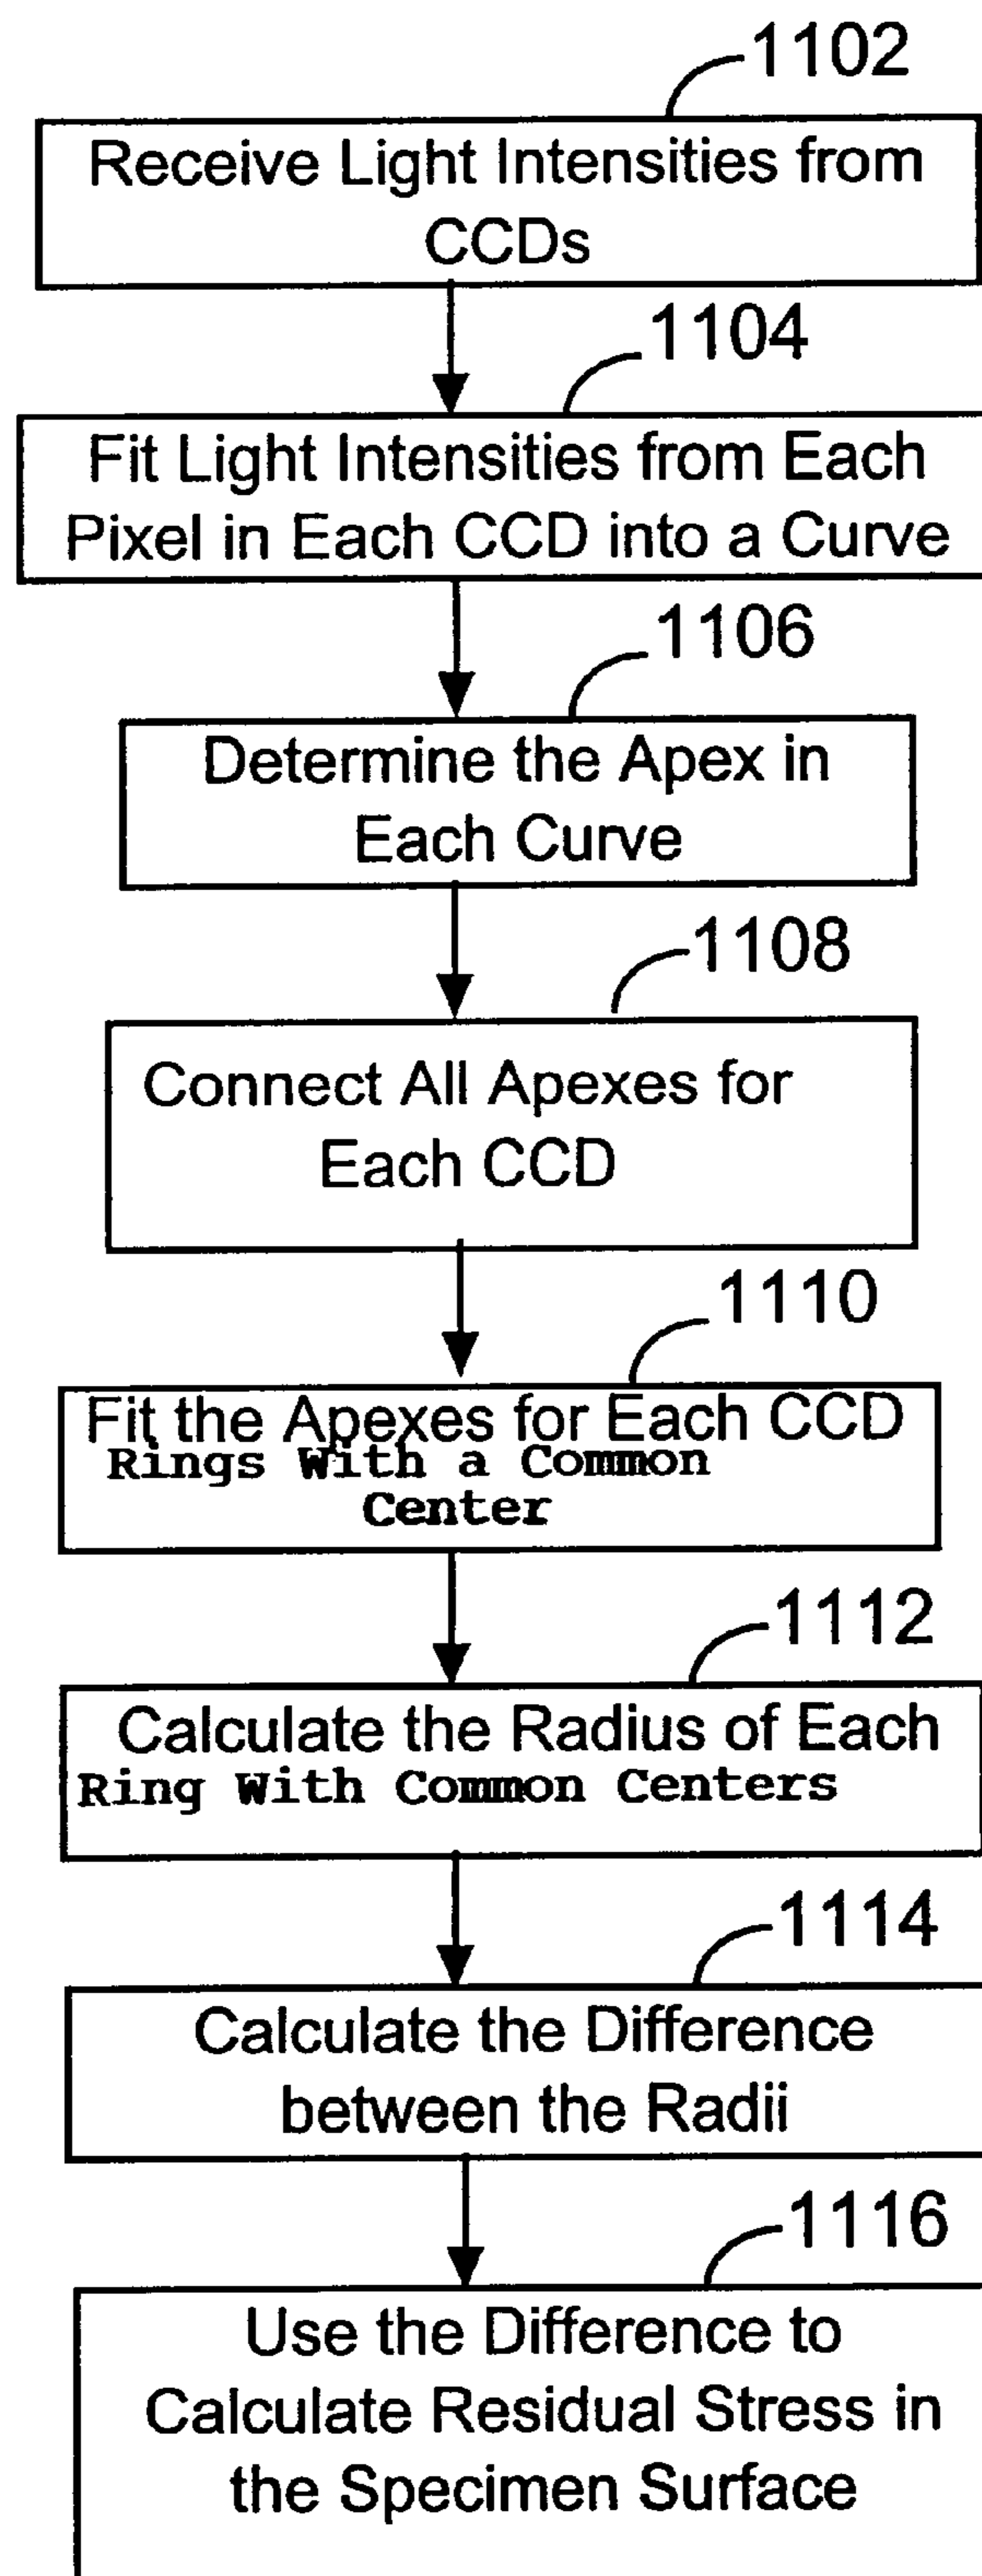 1102
Receive Light Intensities from
CCDs
1104
Fit Light Intensities from Each
Pixel in Each CCD into a Curve
1106
Determine the Apex in
Each Curve
1108
Connect All Apexes for
Each CCD
1110
Fit the Apexes for Each CCD
Rings With a Common
Center
1112
Calculate the Radius of Each
Ring With Common Centers
1114
Calculate the Difference
between the Radii
1116
Use the Difference to
Calculate Residual Stress in
the Specimen Surface